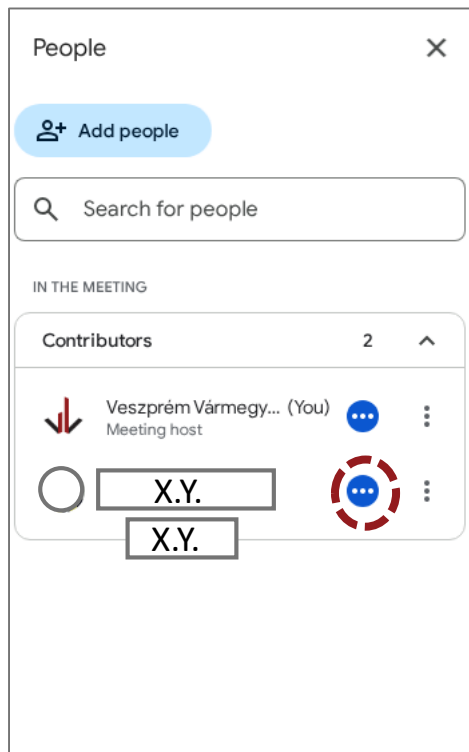 People
Add people
Search for people
IN THE MEETING
Contributors 2
Veszprém Vármegy... (You)
Meeting host
X.Y.
X.Y.